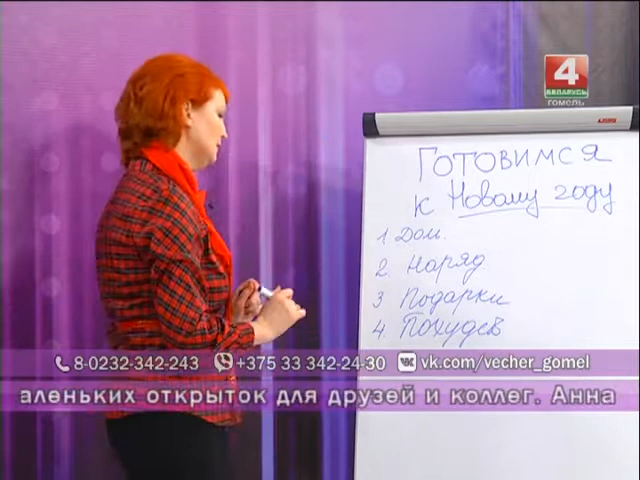 4
БЕЛАРУСЬ
ГОМЕЛЬ
Готовимся
к Новому году
1 Дом.
2. Наряд
3 Подарки
4. Похудев
8-0232-342-243 +375 33 342-24-30 vk.com/vecher_gomel
аленьких открыток для друзей и коллег. Анна